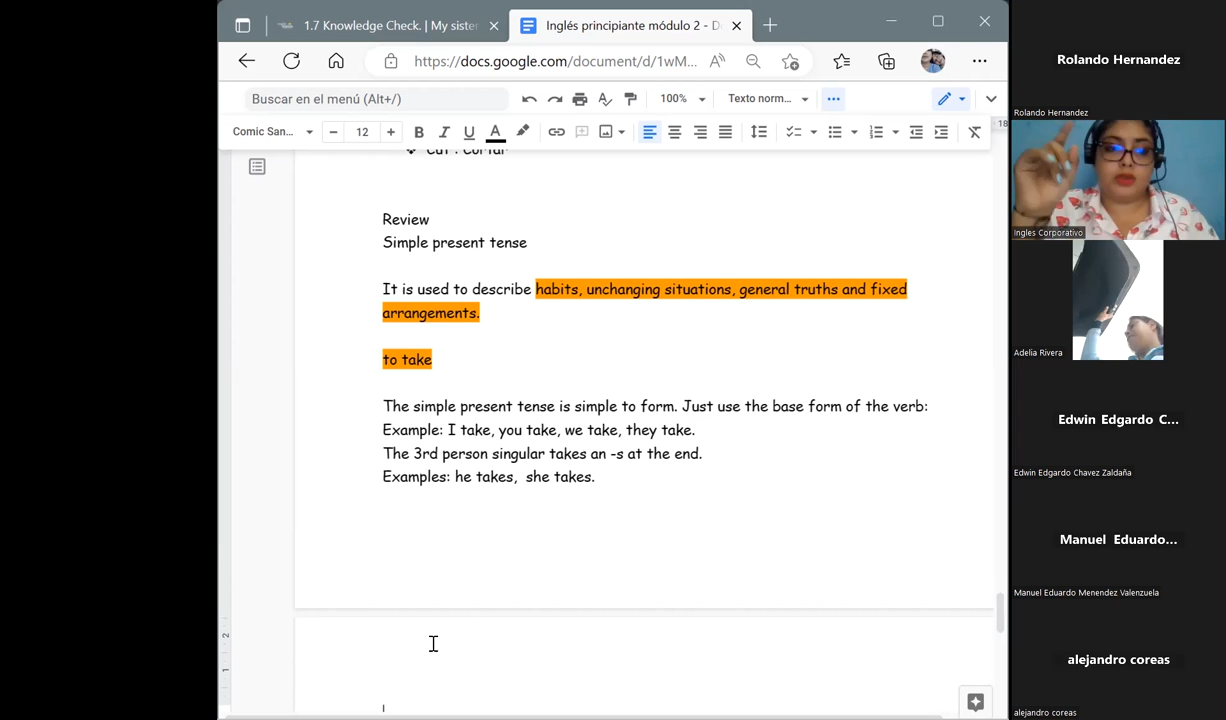 1.7 Knowledge Check. | My sister
Inglés principiante módulo 2 - D
https://docs.google.com/document/d/1wM...
Buscar en el menú (Alt+/)
100%
Texto norm...
Comic San...
12
B I U A
18
Cut : Cortar
Review
Simple present tense
It is used to describe habits, unchanging situations, general truths and fixed
arrangements.
to take
The simple present tense is simple to form. Just use the base form of the verb:
Example: I take, you take, we take, they take.
The 3rd person singular takes an -s at the end.
Examples: he takes, she takes.
2
1
Rolando Hernandez
Rolando Hernandez
Ingles Corporativo
Adelia Rivera
Edwin Edgardo C...
Edwin Edgardo Chavez Zaldaña
Manuel Eduardo...
Manuel Eduardo Menendez Valenzuela
alejandro coreas
alejandro coreas